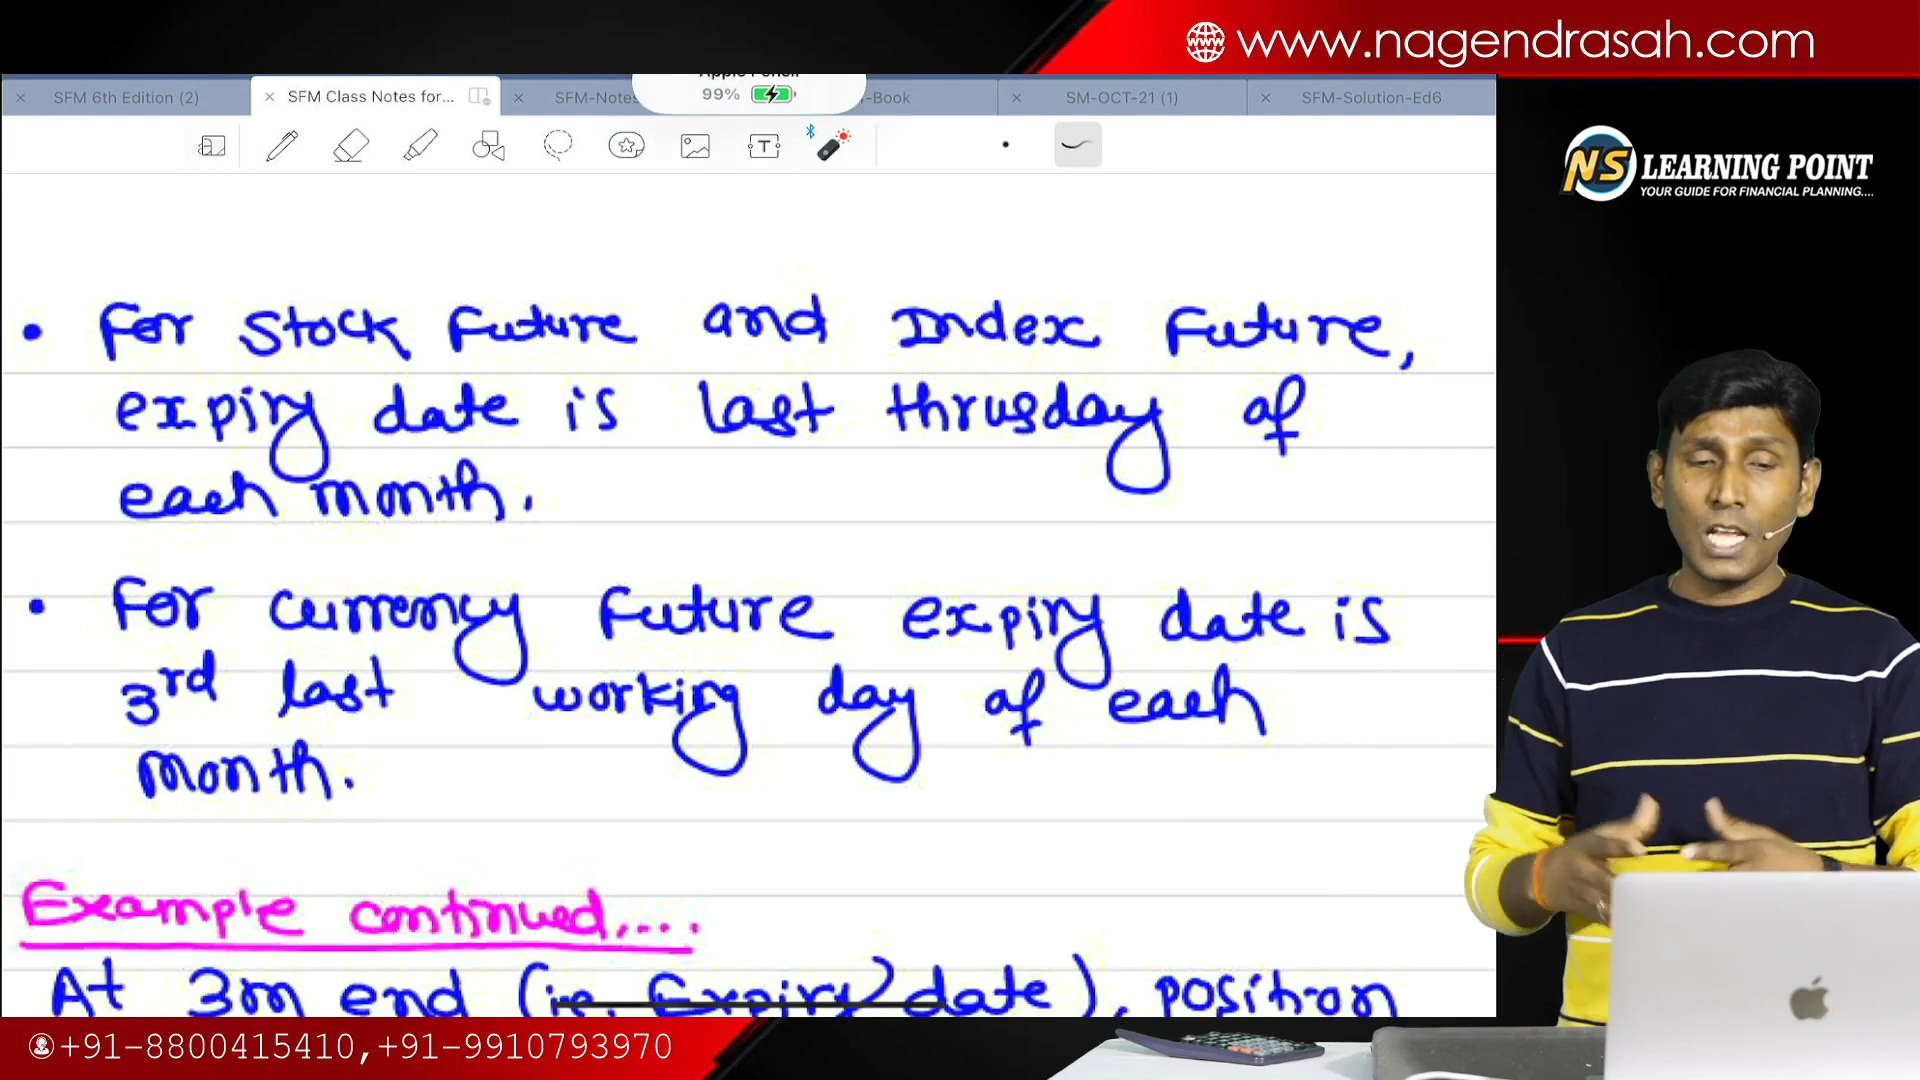 www.nagendrasah.com
SFM 6th Edition (2)
SFM Class Notes for...
SFM-Notes
-Book
SM-OCT-21 (1)
SFM-Solution-Ed6
99%
T
NS LEARNING POINT
YOUR GUIDE FOR FINANCIAL PLANNING....
• For Stock Future and Index Future,
expiry date is last thrusday of
each month.
• For currency Future expiry date is
3rd last working day of each
month.
Example continued....
At 3m end (ie. Expiry date), position
+91-8800415410,+91-9910793970